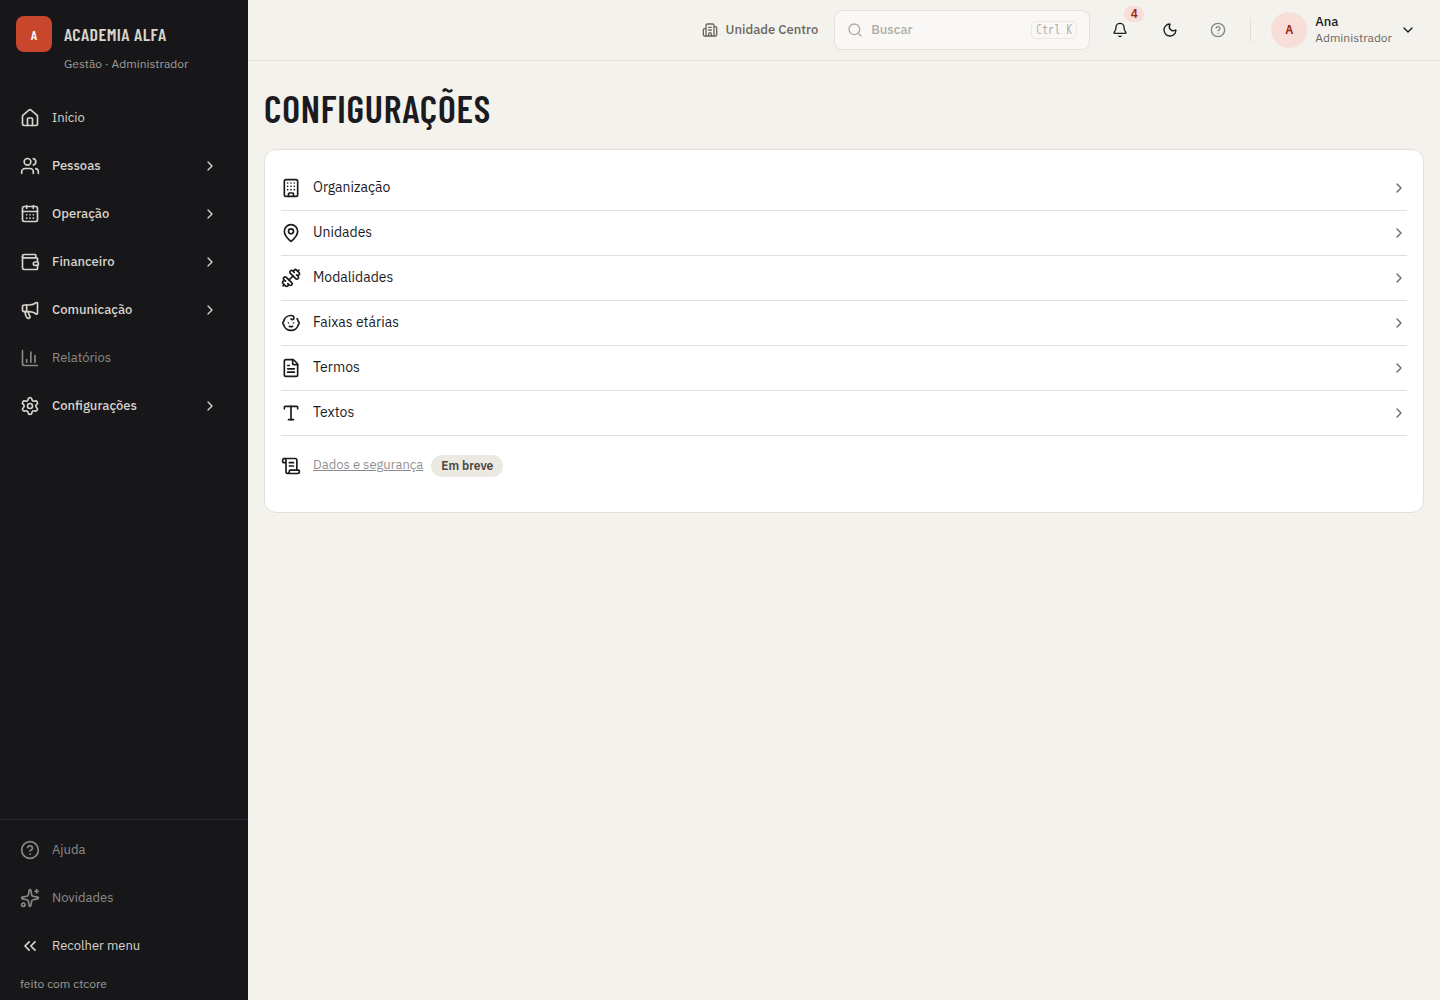 A
ACADEMIA ALFA
Gestão · Administrador
Início
Pessoas
Operação
Financeiro
Comunicação
Relatórios
Configurações
Ajuda
Novidades
Recolher menu
feito com ctcore
Unidade Centro
Buscar
Ctrl K
4
A
Ana
Administrador
CONFIGURAÇÕES
Organização
Unidades
Modalidades
Faixas etárias
Termos
Textos
Dados e segurança Em breve